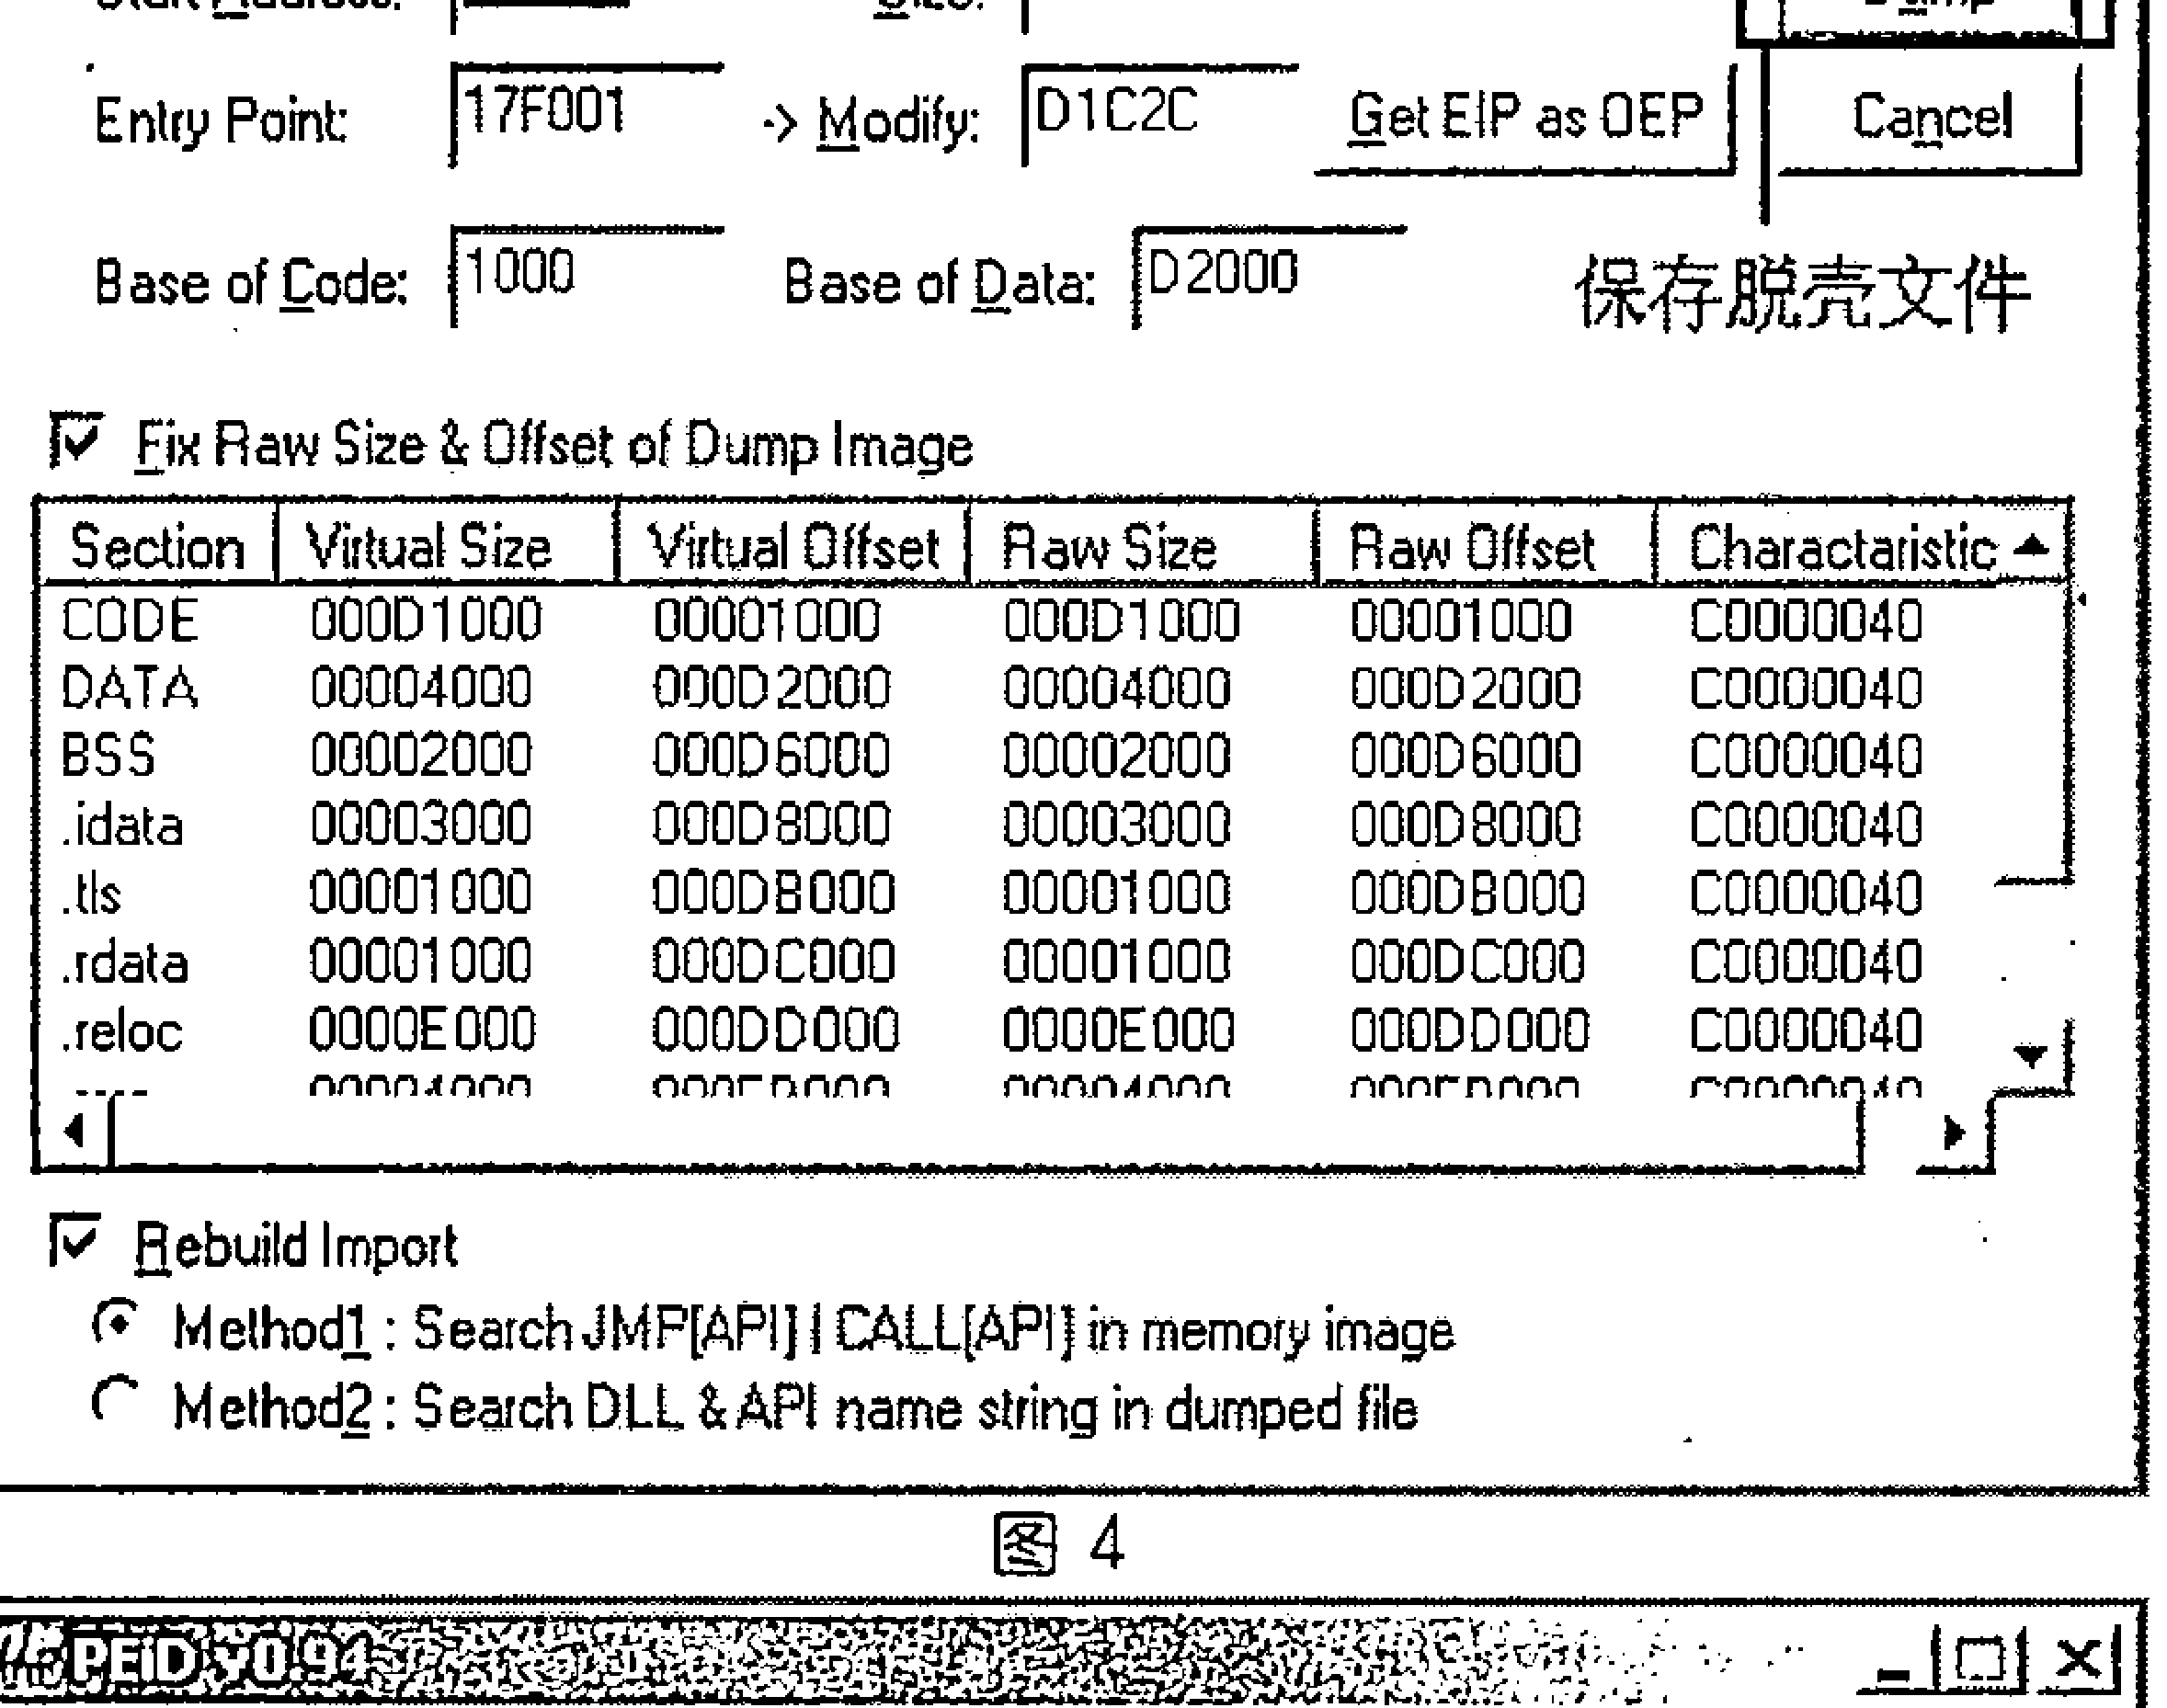 Start Address: Size: Dump
Entry Point: 17F001 -> Modify: D1C2C Get EIP as OEP Cancel
Base of Code: 1000 Base of Data: D2000 保存脱壳文件
Fix Raw Size & Offset of Dump Image
Section Virtual Size Virtual Offset Raw Size Raw Offset Charactaristic
CODE 000D1000 00001000 000D1000 00001000 C0000040
DATA 00004000 000D2000 00004000 000D2000 C0000040
BSS 00002000 000D6000 00002000 000D6000 C0000040
.idata 00003000 000D8000 00003000 000D8000 C0000040
.tls 00001000 000DB000 00001000 000DB000 C0000040
.rdata 00001000 000DC000 00001000 000DC000 C0000040
.reloc 0000E000 000DD000 0000E000 000DD000 C0000040
Rebuild Import
Method1 : Search JMP[API] | CALL[API] in memory image
Method2 : Search DLL & API name string in dumped file
图 4
PEiD v0.94